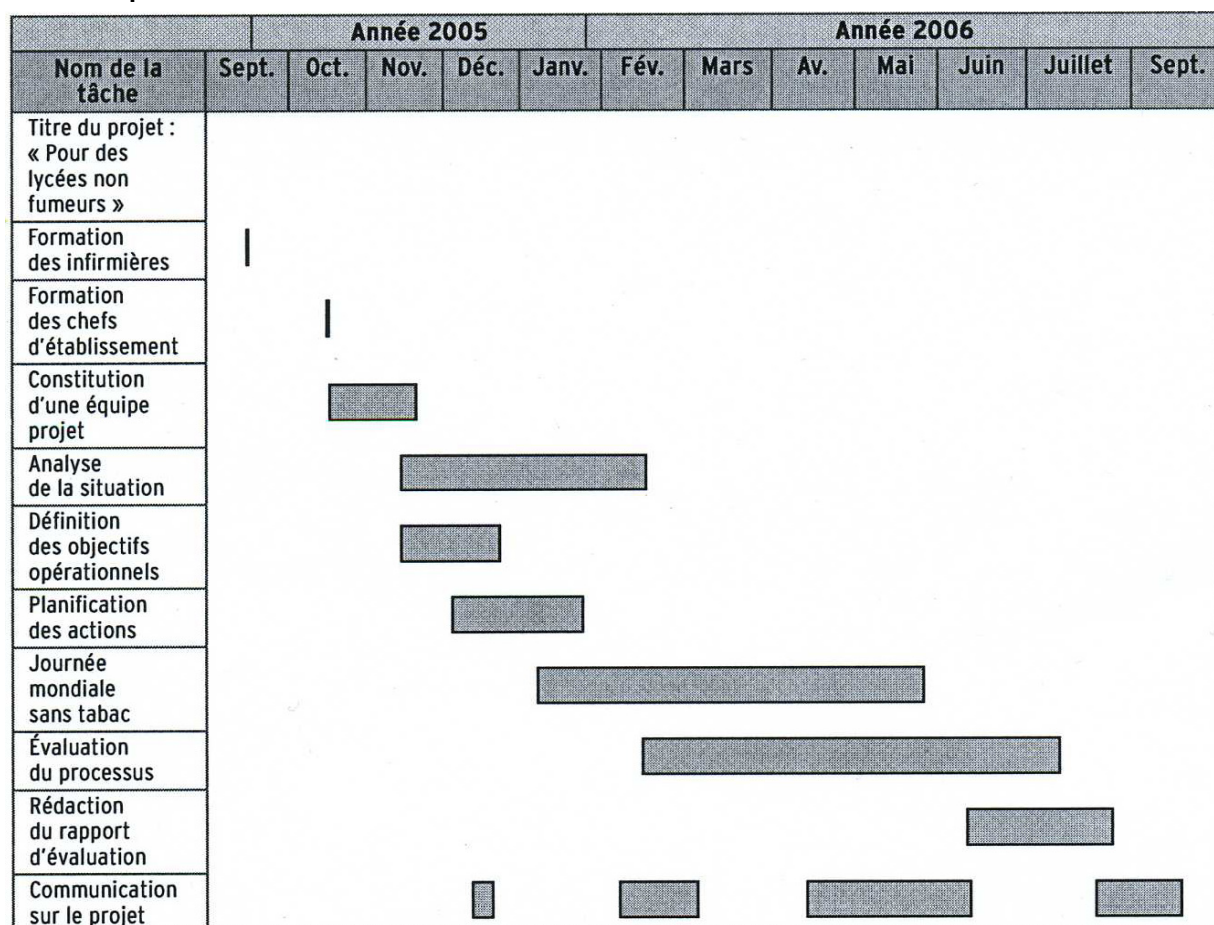 Année 2005
Année 2006
Nom de la
tâche
Sept.
Oct.
Nov.
Déc.
Janv.
Fév.
Mars
Av.
Mai
Juin
Juillet
Sept.
Titre du projet :
« Pour des
lycées non
fumeurs »
Formation
des infirmières
Formation
des chefs
d'établissement
Constitution
d'une équipe
projet
Analyse
de la situation
Définition
des objectifs
opérationnels
Planification
des actions
Journée
mondiale
sans tabac
Évaluation
du processus
Rédaction
du rapport
d'évaluation
Communication
sur le projet